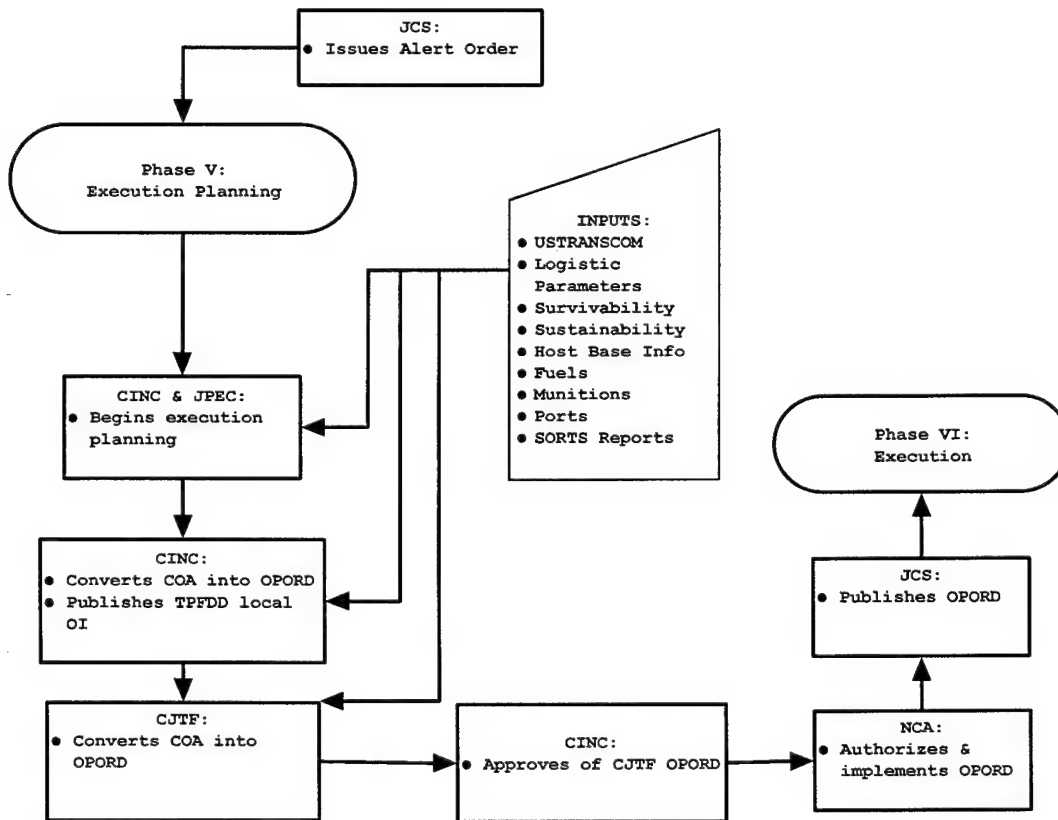 JCS:
● Issues Alert Order
Phase V:
Execution Planning
INPUTS:
● USTRANSCOM
● Logistic
Parameters
● Survivability
● Sustainability
● Host Base Info
● Fuels
● Munitions
● Ports
● SORTS Reports
CINC & JPEC:
● Begins execution
planning
CINC:
● Converts COA into OPORD
● Publishes TPFDD local
OI
CJTF:
● Converts COA into
OPORD
CINC:
● Approves of CJTF OPORD
NCA:
● Authorizes &
implements OPORD
JCS:
● Publishes OPORD
Phase VI:
Execution